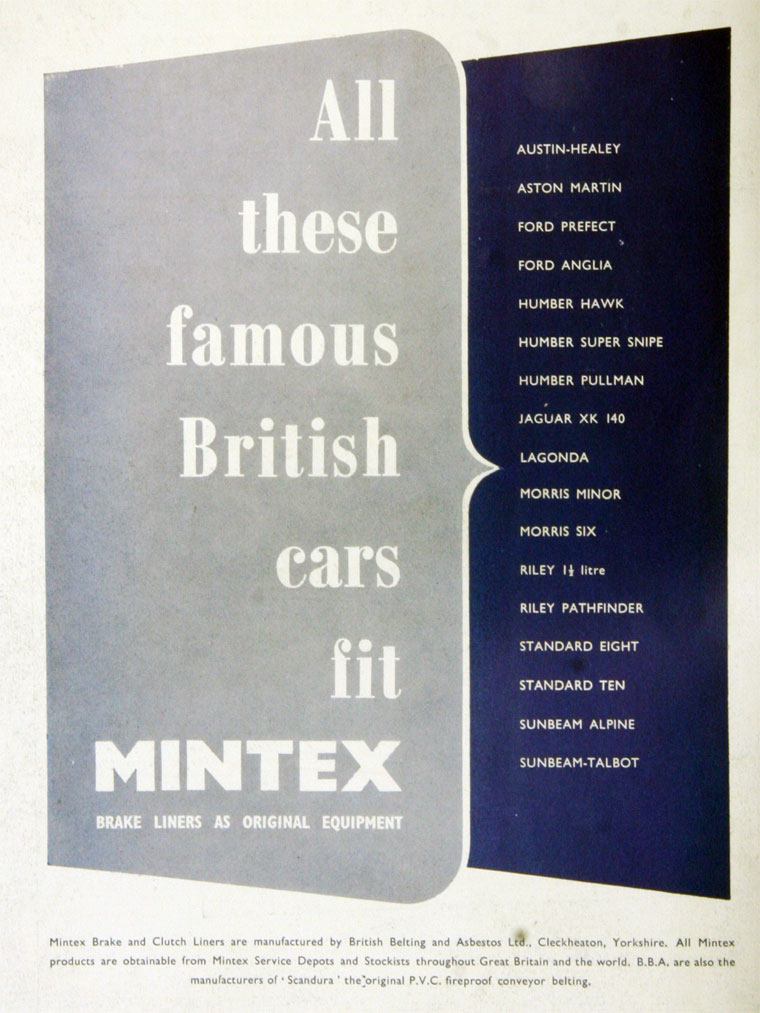 All
these
famous
British
cars
fit
MINTEX
BRAKE LINERS AS ORIGINAL EQUIPMENT
AUSTIN-HEALEY
ASTON MARTIN
FORD PREFECT
FORD ANGLIA
HUMBER HAWK
HUMBER SUPER SNIPE
HUMBER PULLMAN
JAGUAR XK 140
LAGONDA
MORRIS MINOR
MORRIS SIX
RILEY 1½ litre
RILEY PATHFINDER
STANDARD EIGHT
STANDARD TEN
SUNBEAM ALPINE
SUNBEAM-TALBOT
Mintex Brake and Clutch Liners are manufactured by British Belting and Asbestos Ltd., Cleckheaton, Yorkshire. All Mintex
products are obtainable from Mintex Service Depots and Stockists throughout Great Britain and the world. B.B.A. are also the
manufacturers of ‘Scandura’ the original P.V.C. fireproof conveyor belting.